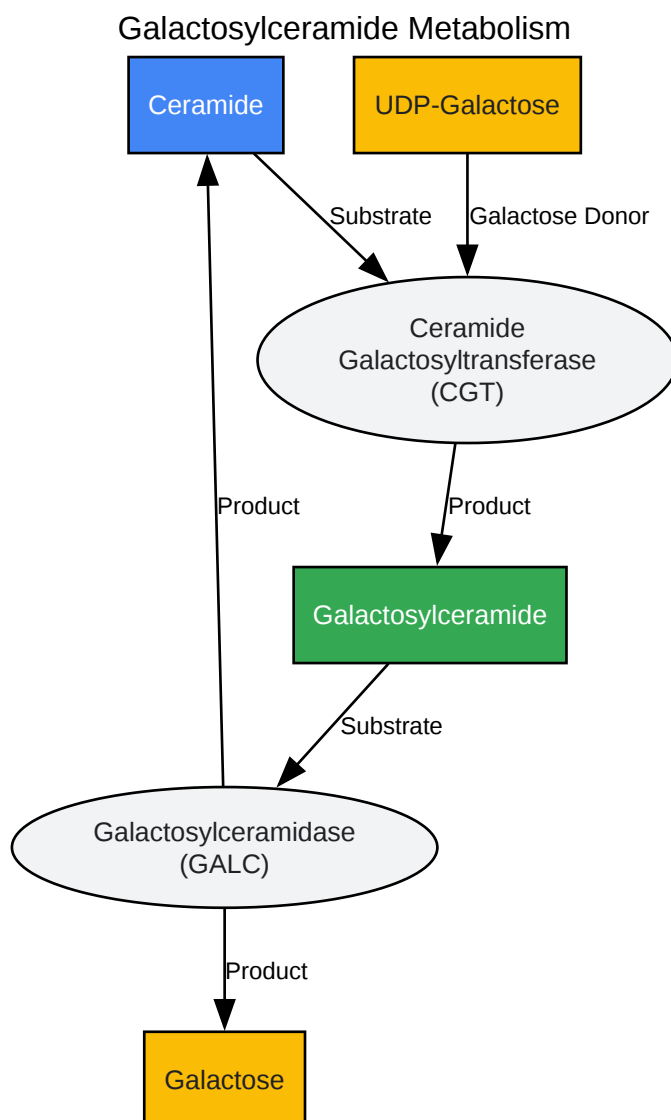 Galactosylceramide Metabolism
Ceramide
UDP-Galactose
Substrate
Galactose Donor
Ceramide
Galactosyltransferase
(CGT)
Product
Product
Galactosylceramide
Substrate
Galactosylceramidase
(GALC)
Product
Galactose